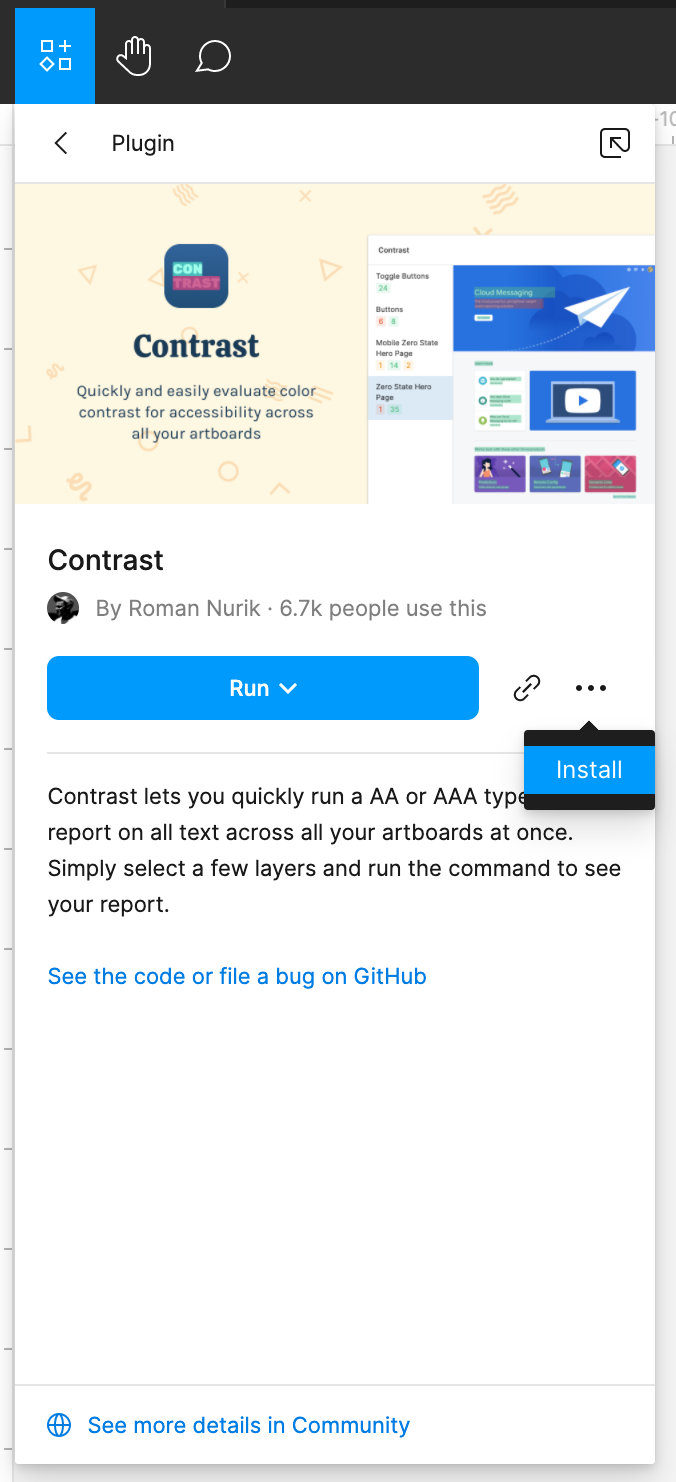 -10
Plugin
CON
TRAST
Contrast
Quickly and easily evaluate color
contrast for accessibility across
all your artboards
Contrast
Toggle Buttons
24
Buttons
6 8
Mobile Zero State
Hero Page
1 14 2
Zero State Hero
Page
1 35
Cloud Messaging
Contrast
By Roman Nurik · 6.7k people use this
Run
Install
Contrast lets you quickly run a AA or AAA type
report on all text across all your artboards at once.
Simply select a few layers and run the command to see
your report.
See the code or file a bug on GitHub
See more details in Community